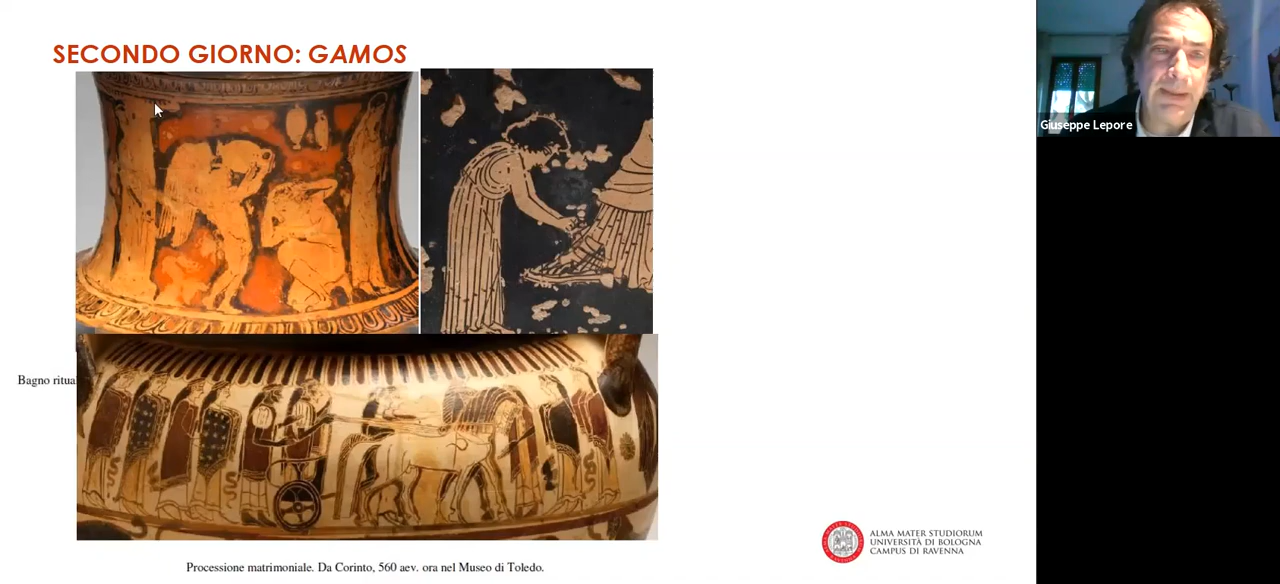 SECONDO GIORNO: GAMOS
Giuseppe Lepore
Bagno ritua
ALMA MATER STUDIORUM
UNIVERSITÀ DI BOLOGNA
CAMPUS DI RAVENNA
Processione matrimoniale. Da Corinto, 560 aev. ora nel Museo di Toledo.